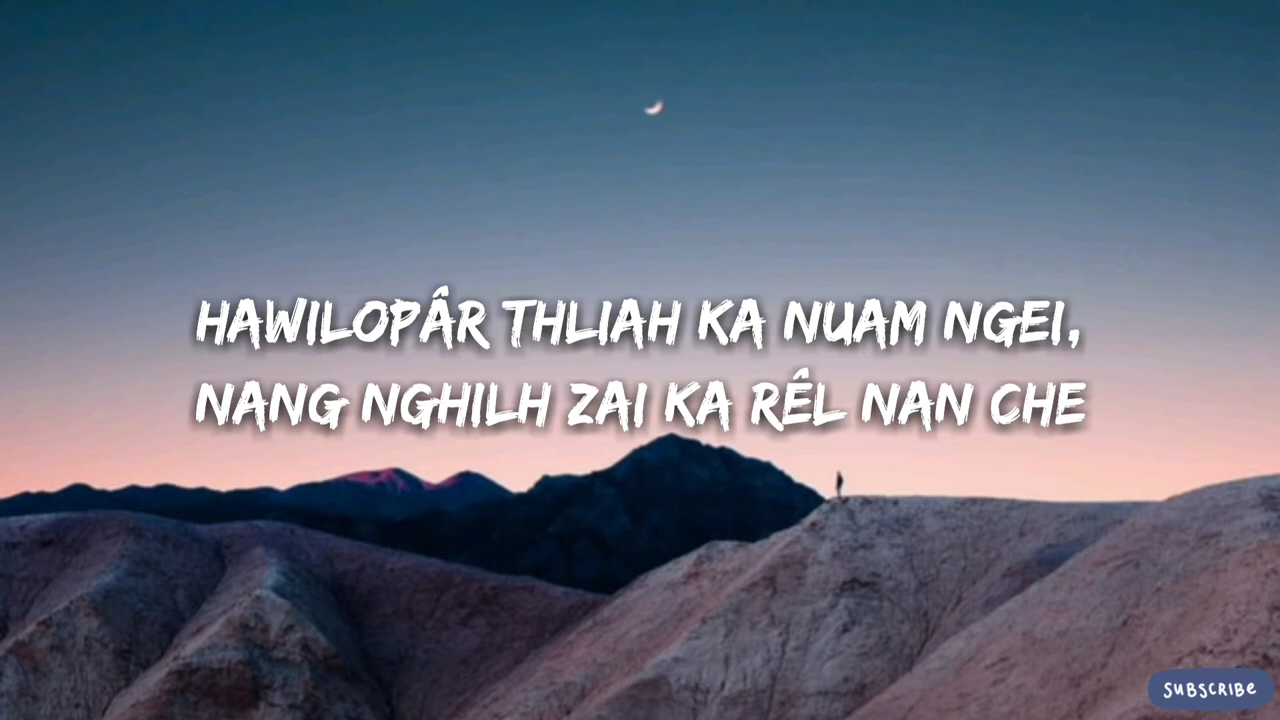 HAWILOPÂR THLIAH KA NUAM NGEI,
NANG NGHILH ZAI KA RÊL NAN CHE
SUBSCRIBE